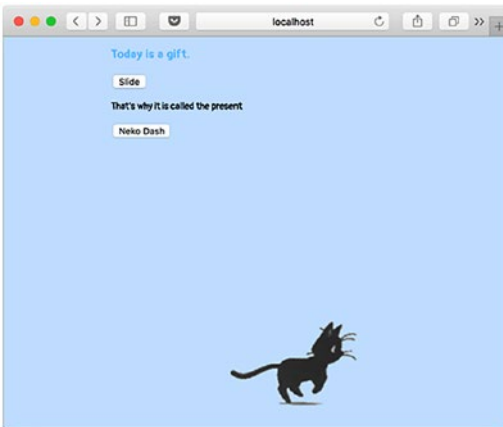 localhost
Today is a gift.
Slide
That's why it is called the present
Neko Dash